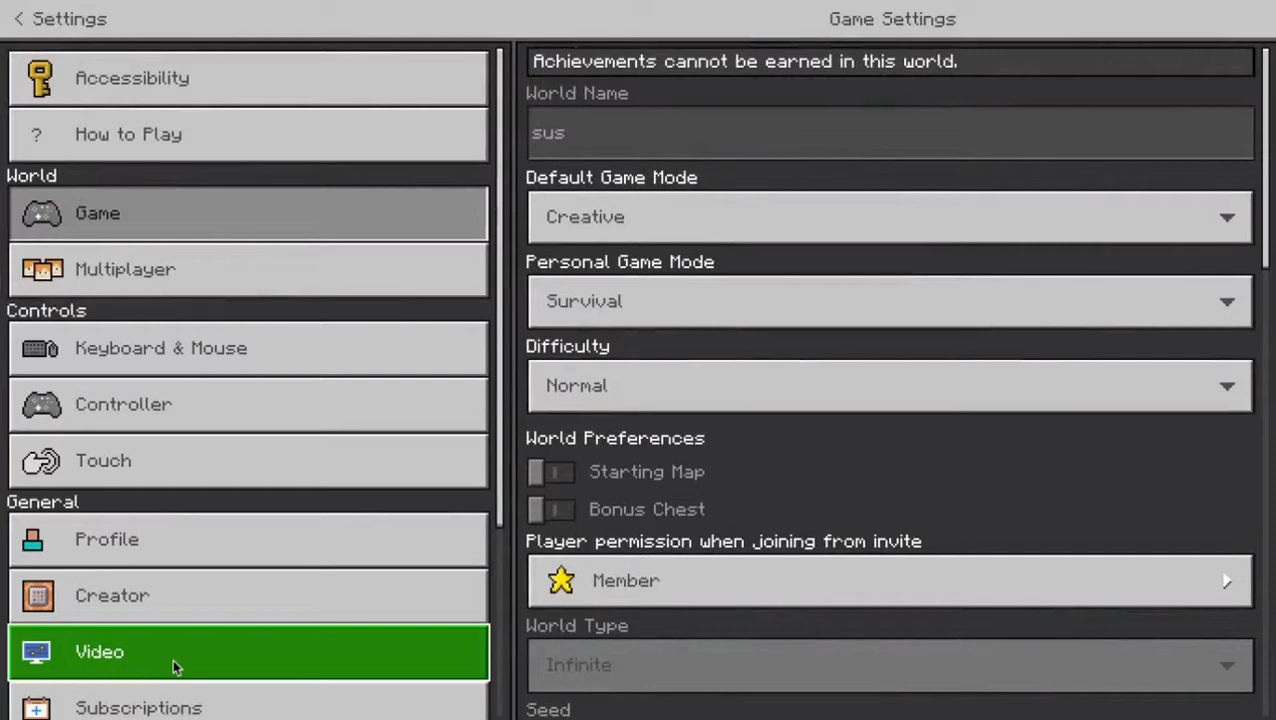 Settings
Game Settings
Accessibility
? How to Play
World
Game
Multiplayer
Controls
Keyboard & Mouse
Controller
Touch
General
Profile
Creator
Video
Subscriptions
Achievements cannot be earned in this world.
World Name
sus
Default Game Mode
Creative
Personal Game Mode
Survival
Difficulty
Normal
World Preferences
Starting Map
Bonus Chest
Player permission when joining from invite
Member
World Type
Infinite
Seed